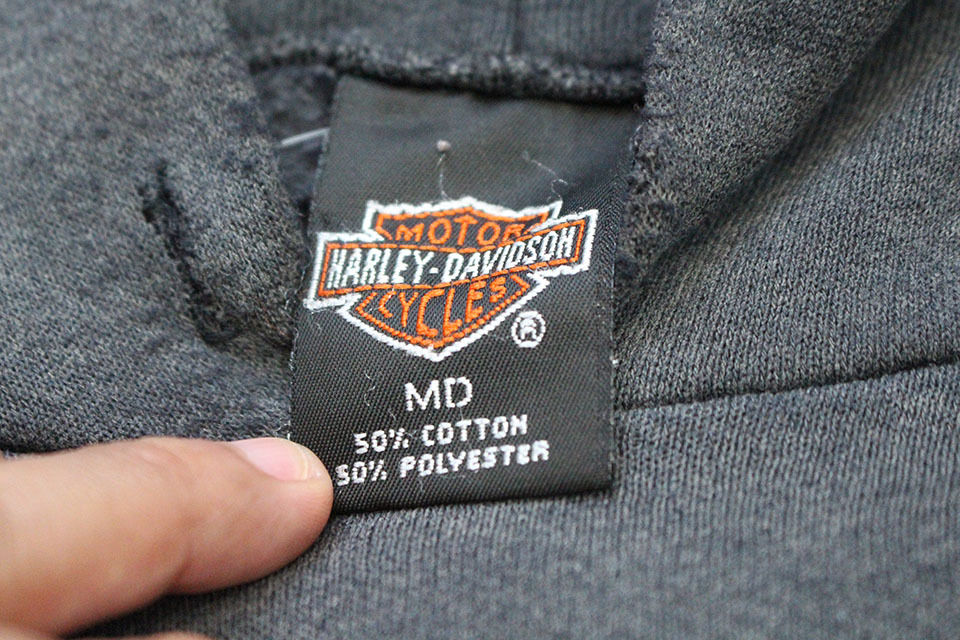 MOTOR
HARLEY-DAVIDSON
CYCLES
®
MD
50% COTTON
50% POLYESTER